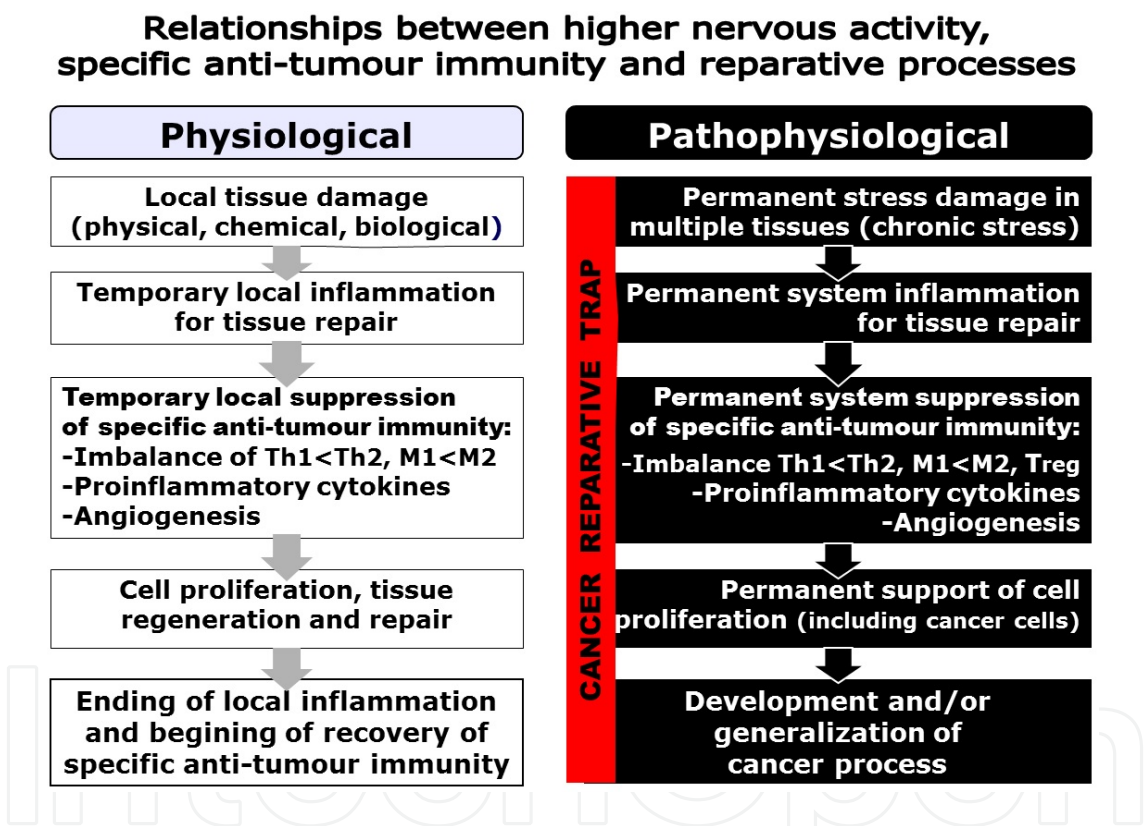 Relationships between higher nervous activity,
specific anti-tumour immunity and reparative processes
Physiological
Local tissue damage
(physical, chemical, biological)
Temporary local inflammation
for tissue repair
Temporary local suppression
of specific anti-tumour immunity:
-Imbalance of Th1<Th2, M1<M2
-Proinflammatory cytokines
-Angiogenesis
Cell proliferation, tissue
regeneration and repair
Ending of local inflammation
and begining of recovery of
specific anti-tumour immunity
Pathophysiological
CANCER REPARATIVE TRAP
Permanent stress damage in
multiple tissues (chronic stress)
Permanent system inflammation
for tissue repair
Permanent system suppression
of specific anti-tumour immunity:
-Imbalance Th1<Th2, M1<M2, Treg
-Proinflammatory cytokines
-Angiogenesis
Permanent support of cell
proliferation (including cancer cells)
Development and/or
generalization of
cancer process
IntechOpen